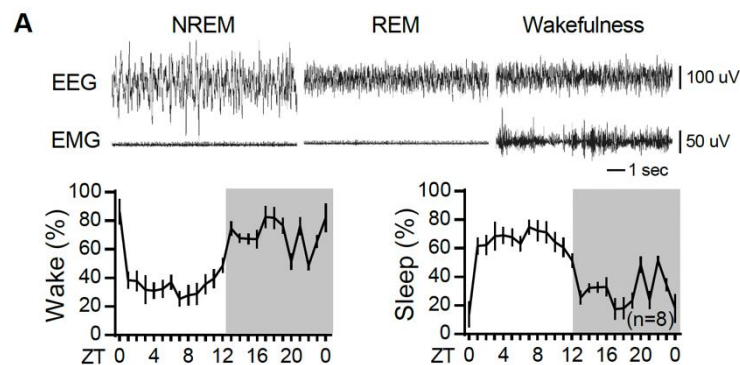 A
NREM REM Wakefulness
EEG
100 uV
EMG
50 uV
1 sec
Wake (%)
100
80
60
40
20
0
ZT 0 4 8 12 16 20 0
Sleep (%)
100
80
60
40
20
0
(n=8)
ZT 0 4 8 12 16 20 0